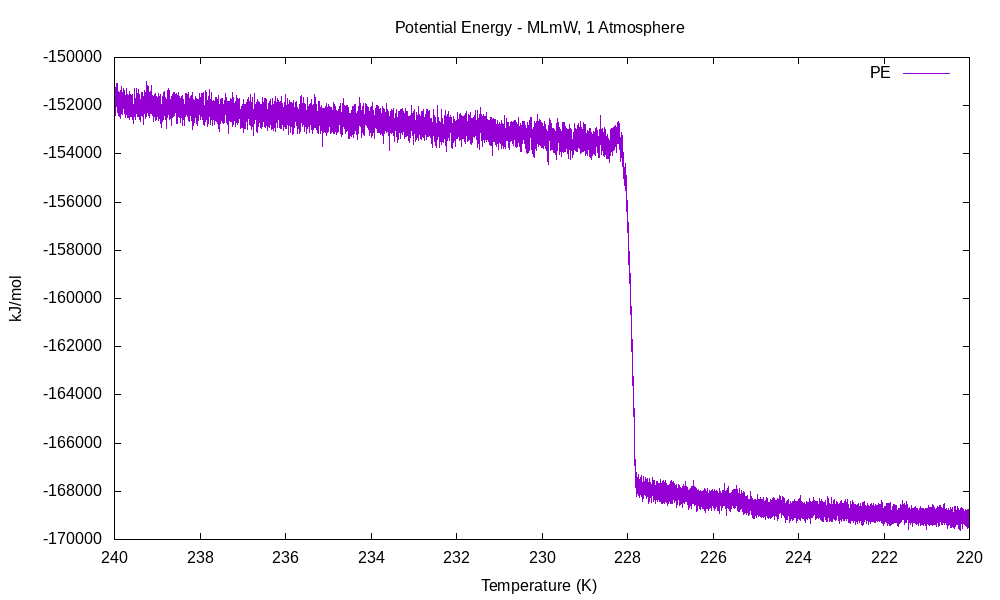 Potential Energy - MLmW, 1 Atmosphere
PE
-150000
-152000
-154000
-156000
-158000
-160000
-162000
-164000
-166000
-168000
-170000
kJ/mol
240 238 236 234 232 230 228 226 224 222 220
Temperature (K)